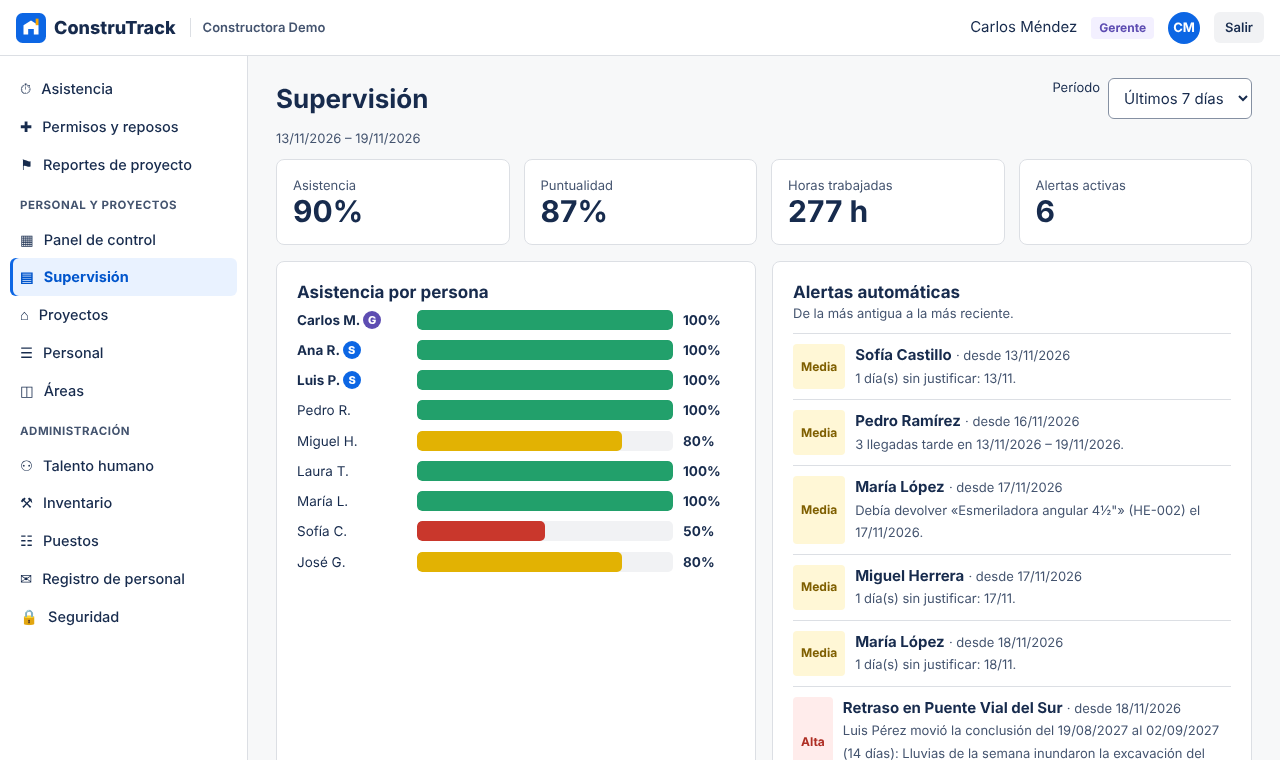 ConstruTrack
Constructora Demo
Carlos Méndez
Gerente
CM
Salir
Asistencia
Permisos y reposos
Reportes de proyecto
PERSONAL Y PROYECTOS
Panel de control
Supervisión
Proyectos
Personal
Áreas
ADMINISTRACIÓN
Talento humano
Inventario
Puestos
Registro de personal
Seguridad
Supervisión
Período
Últimos 7 días
13/11/2026 – 19/11/2026
Asistencia
90%
Puntualidad
87%
Horas trabajadas
277 h
Alertas activas
6
Asistencia por persona
Carlos M. G 100%
Ana R. S 100%
Luis P. S 100%
Pedro R. 100%
Miguel H. 80%
Laura T. 100%
María L. 100%
Sofía C. 50%
José G. 80%
Alertas automáticas
De la más antigua a la más reciente.
Media
Sofía Castillo · desde 13/11/2026
1 día(s) sin justificar: 13/11.
Media
Pedro Ramírez · desde 16/11/2026
3 llegadas tarde en 13/11/2026 – 19/11/2026.
Media
María López · desde 17/11/2026
Debía devolver «Esmeriladora angular 4½"» (HE-002) el
17/11/2026.
Media
Miguel Herrera · desde 17/11/2026
1 día(s) sin justificar: 17/11.
Media
María López · desde 18/11/2026
1 día(s) sin justificar: 18/11.
Alta
Retraso en Puente Vial del Sur · desde 18/11/2026
Luis Pérez movió la conclusión del 19/08/2027 al 02/09/2027
(14 días): Lluvias de la semana inundaron la excavación del